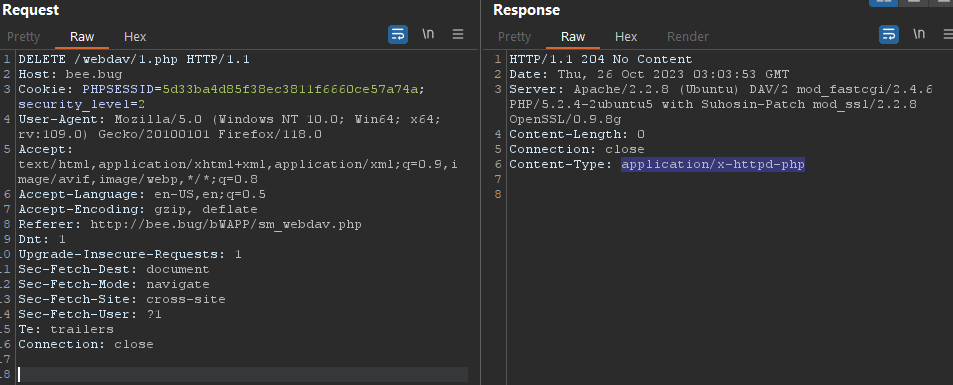 Request
Pretty Raw Hex \n
1 DELETE /webdav/1.php HTTP/1.1
2 Host: bee.bug
3 Cookie: PHPSESSID=5d33ba4d85f38ec3811f6660ce57a74a;
security_level=2
4 User-Agent: Mozilla/5.0 (Windows NT 10.0; Win64; x64;
rv:109.0) Gecko/20100101 Firefox/118.0
5 Accept:
text/html,application/xhtml+xml,application/xml;q=0.9,i
mage/avif,image/webp,*/*;q=0.8
6 Accept-Language: en-US,en;q=0.5
7 Accept-Encoding: gzip, deflate
8 Referer: http://bee.bug/bWAPP/sm_webdav.php
9 Dnt: 1
10 Upgrade-Insecure-Requests: 1
11 Sec-Fetch-Dest: document
12 Sec-Fetch-Mode: navigate
13 Sec-Fetch-Site: cross-site
14 Sec-Fetch-User: ?1
15 Te: trailers
16 Connection: close
17
18
Response
Pretty Raw Hex Render \n
1 HTTP/1.1 204 No Content
2 Date: Thu, 26 Oct 2023 03:03:53 GMT
3 Server: Apache/2.2.8 (Ubuntu) DAV/2 mod_fastcgi/2.4.6
PHP/5.2.4-2ubuntu5 with Suhosin-Patch mod_ssl/2.2.8
OpenSSL/0.9.8g
4 Content-Length: 0
5 Connection: close
6 Content-Type: application/x-httpd-php
7
8